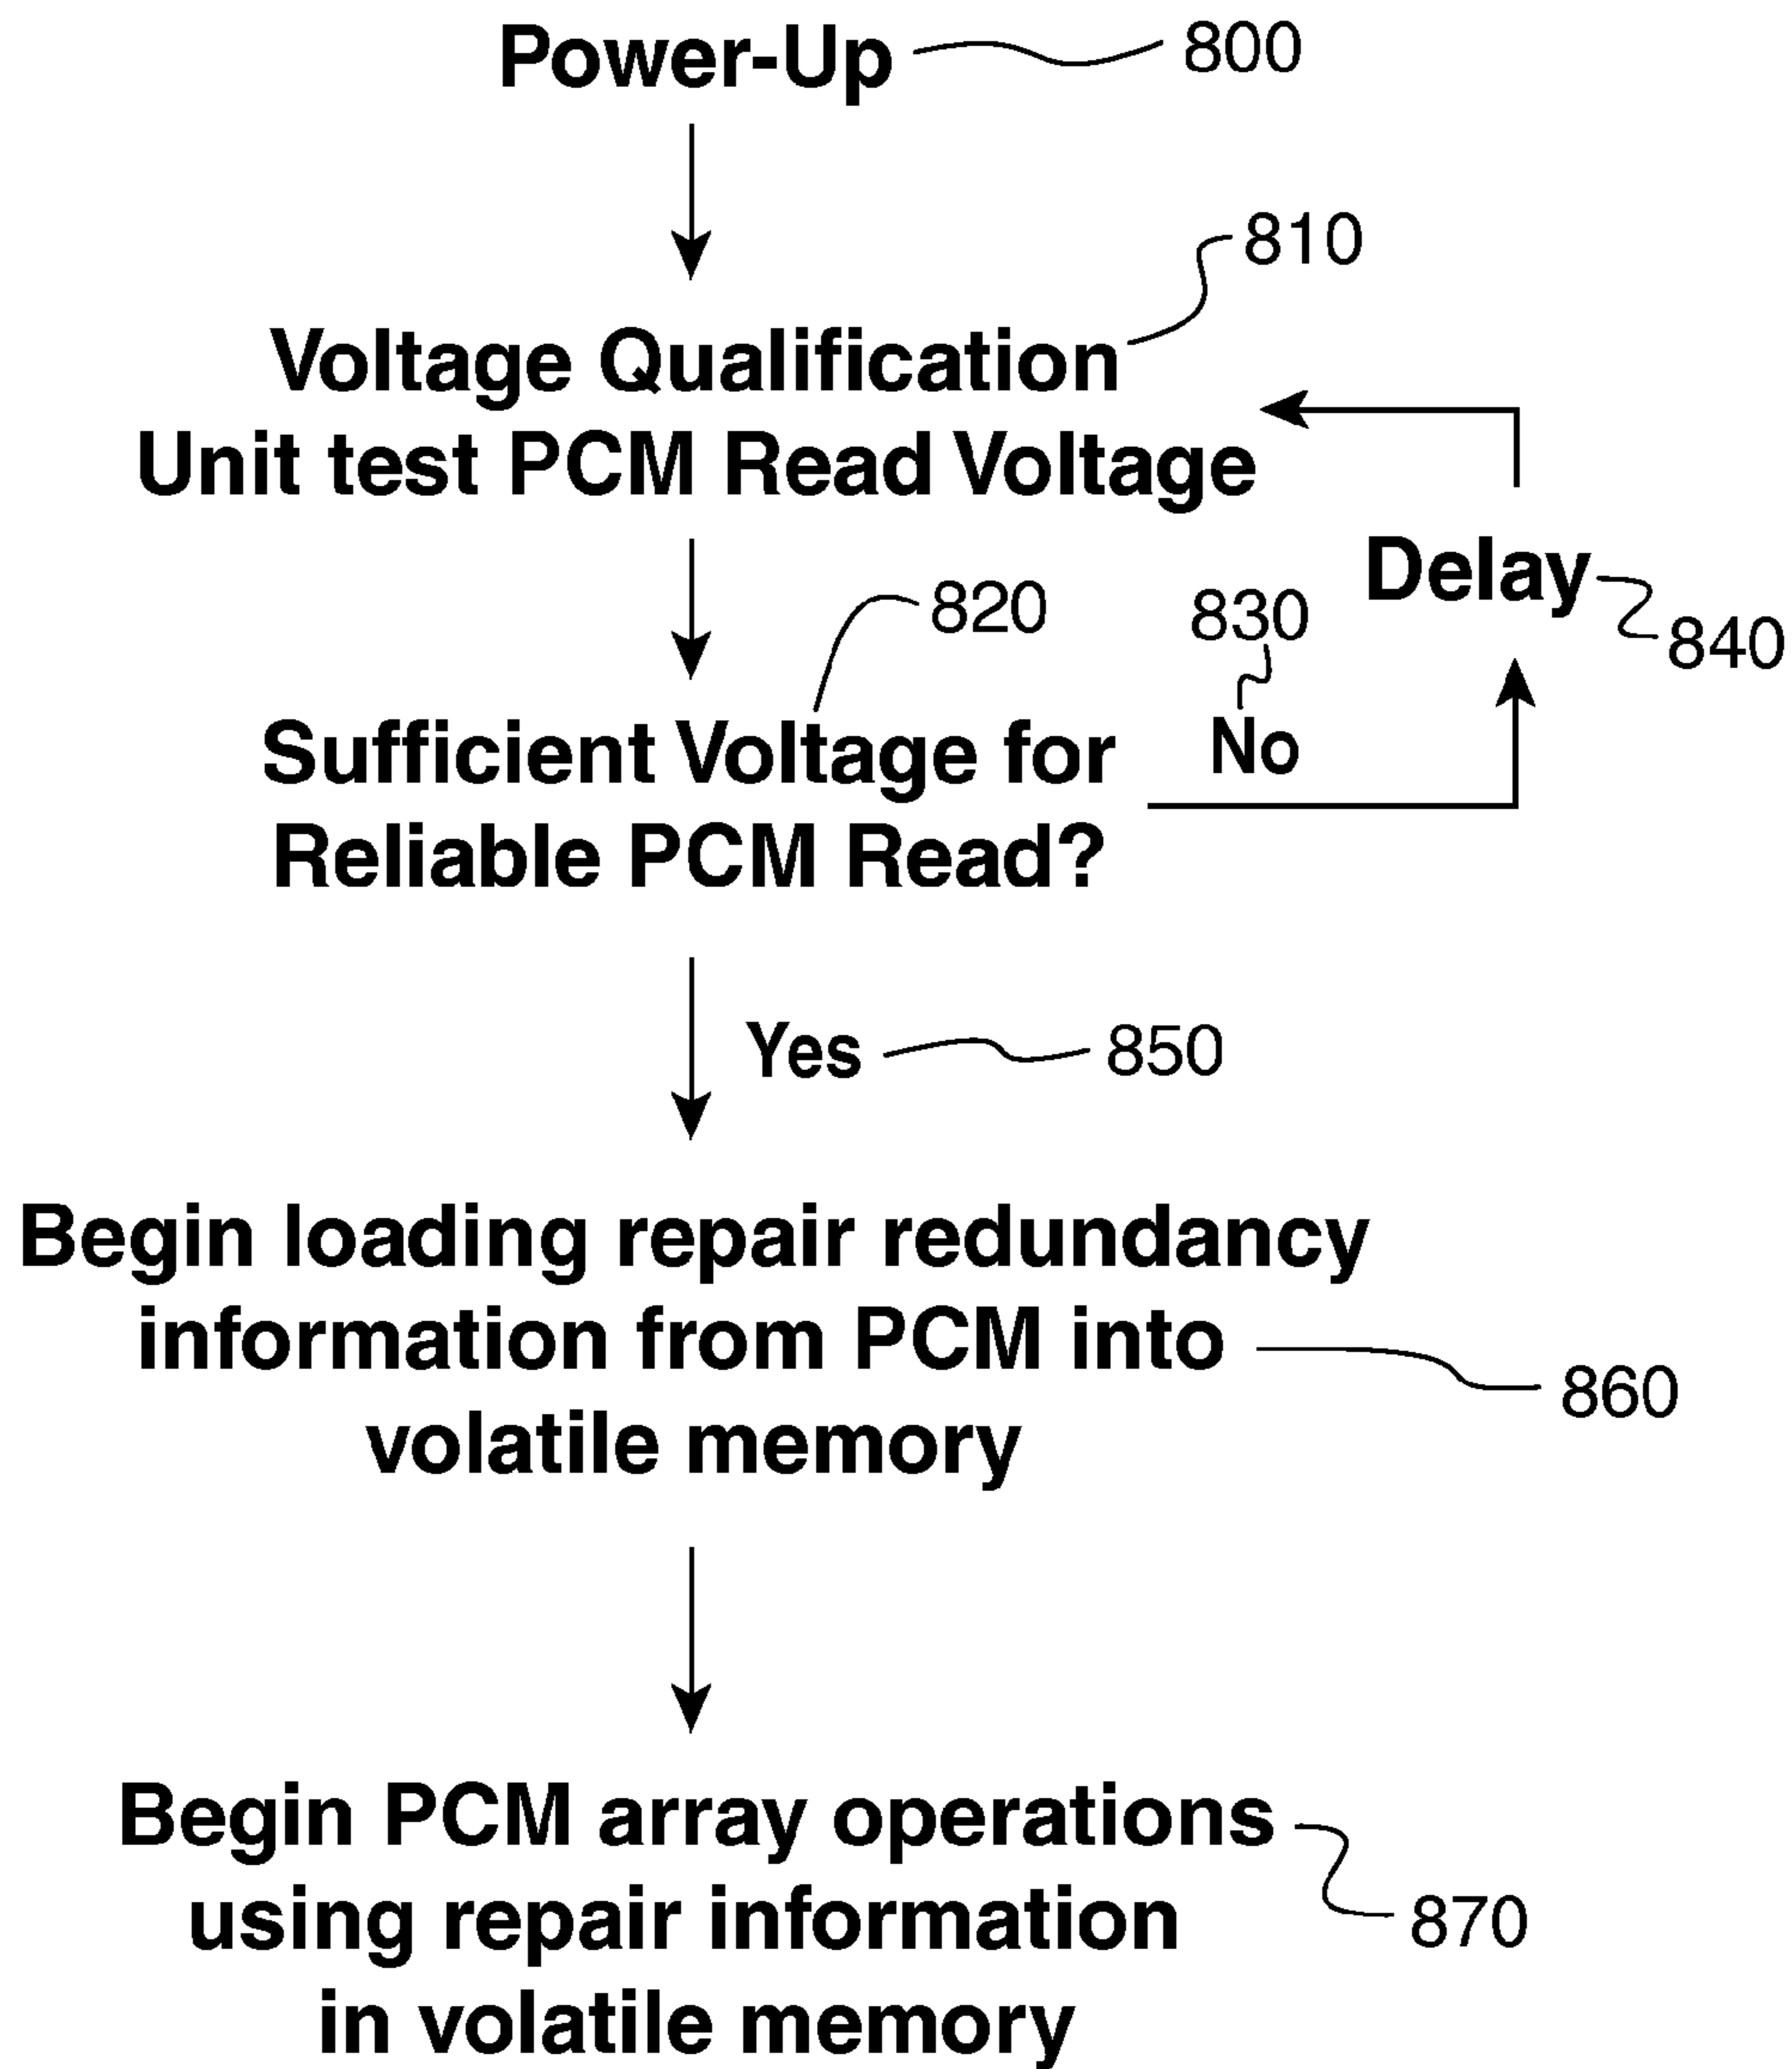 Power-Up 800
810
Voltage Qualification
Unit test PCM Read Voltage
Delay
840
820
830
No
Sufficient Voltage for
Reliable PCM Read?
Yes 850
Begin loading repair redundancy
information from PCM into
volatile memory
860
Begin PCM array operations
using repair information
in volatile memory
870